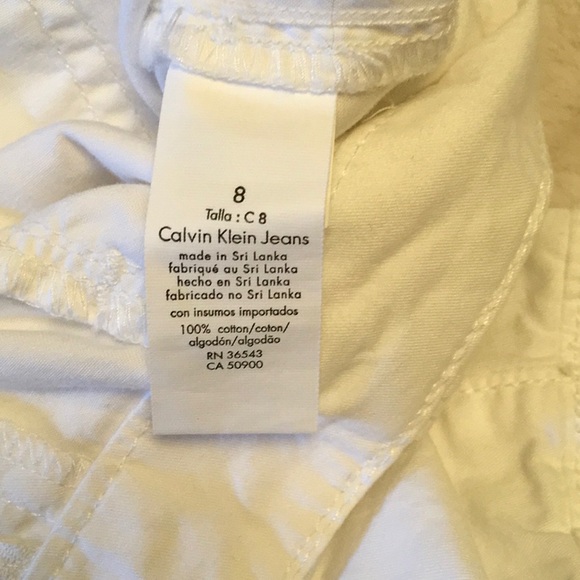 8
Talla : C 8
Calvin Klein Jeans
made in Sri Lanka
fabriqué au Sri Lanka
hecho en Sri Lanka
fabricado no Sri Lanka
con insumos importados
100% cotton/coton/
algodón/algodão
RN 36543
CA 50900